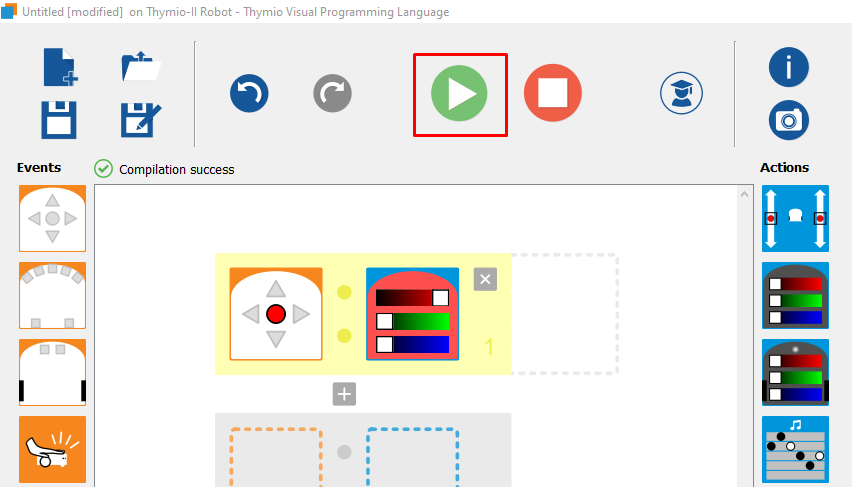 Untitled [modified]  on Thymio-II Robot - Thymio Visual Programming Language
Events
Compilation success
Actions
1